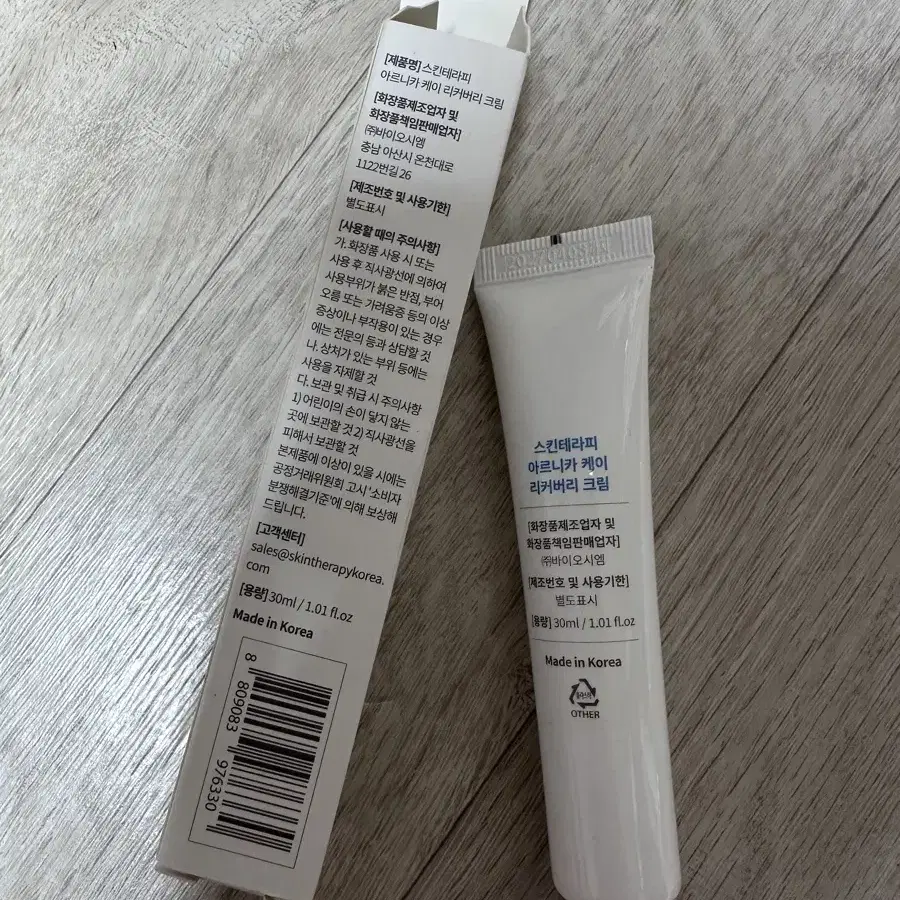 [제품명] 스킨테라피
아르니카 케이 리커버리 크림
[화장품제조업자 및
화장품책임판매업자]
㈜바이오시엠
충남 아산시 온천대로
1122번길 26
[제조번호 및 사용기한]
별도표시
[사용할 때의 주의사항]
가. 화장품 사용 시 또는
사용 후 직사광선에 의하여
사용부위가 붉은 반점, 부어
오름 또는 가려움증 등의 이상
증상이나 부작용이 있는 경우
에는 전문의 등과 상담할 것
나. 상처가 있는 부위 등에는
사용을 자제할 것
다. 보관 및 취급 시 주의사항
1) 어린이의 손이 닿지 않는
곳에 보관할 것 2) 직사광선을
피해서 보관할 것
본제품에 이상이 있을 시에는
공정거래위원회 고시 '소비자
분쟁해결기준'에 의해 보상해
드립니다.
[고객센터]
sales@skintherapykorea.
com
[용량] 30ml / 1.01 fl.oz
Made in Korea
8 809083 976330
스킨테라피
아르니카 케이
리커버리 크림
[화장품제조업자 및
화장품책임판매업자]
㈜바이오시엠
[제조번호 및 사용기한]
별도표시
[용량] 30ml / 1.01 fl.oz
Made in Korea
OTHER